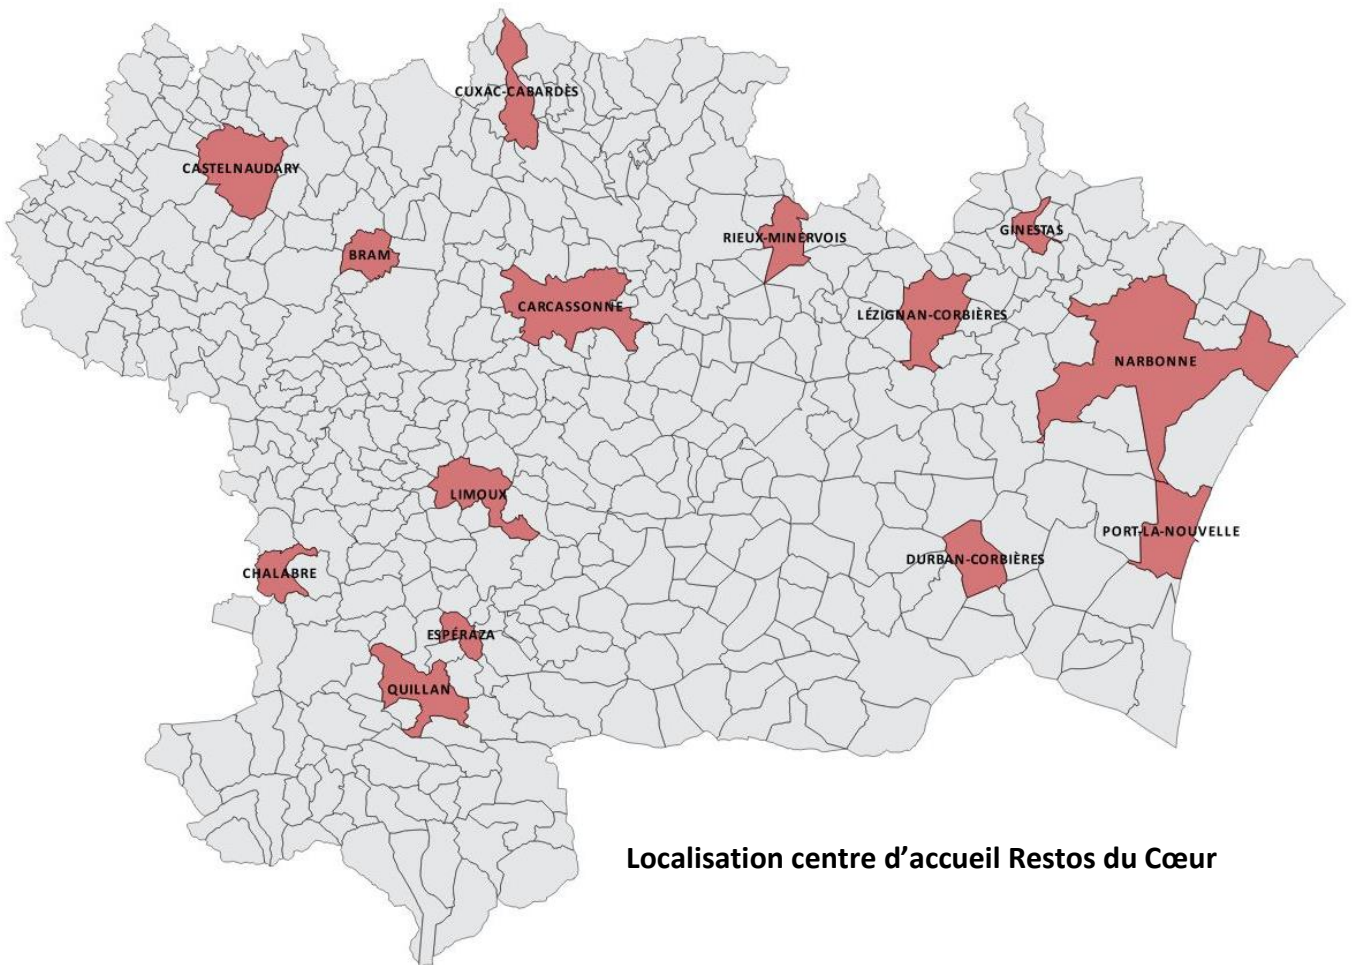 CUXAC-CABARDÈS
CASTELNAUDARY
GINESTAS
RIEUX-MINERVOIS
BRAM
CARCASSONNE
LÉZIGNAN-CORBIÈRES
NARBONNE
LIMOUX
PORT-LA-NOUVELLE
DURBAN-CORBIÈRES
CHALABRE
ESPÉRAZA
QUILLAN
Localisation centre d’accueil Restos du Cœur